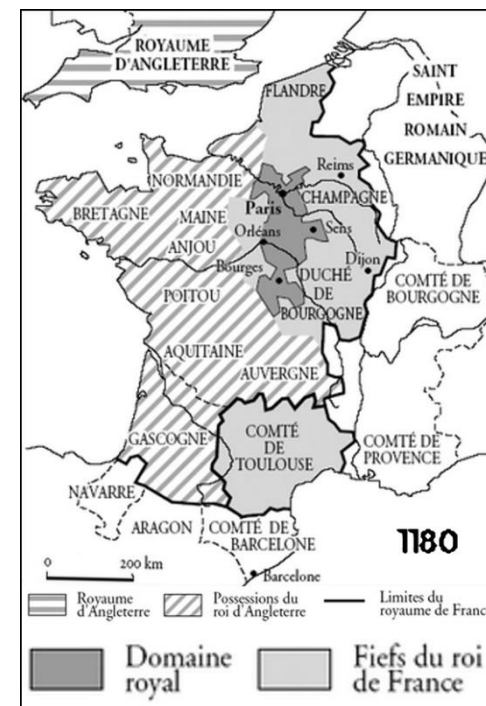 ROYAUME
D'ANGLETERRE
SAINT
EMPIRE
ROMAIN
GERMANIQUE
FLANDRE
Reims
NORMANDIE
CHAMPAGNE
Paris
BRETAGNE
MAINE
Orléans
Sens
ANJOU
Dijon
Bourges
DUCHÉ
DE
BOURGOGNE
COMTÉ DE
BOURGOGNE
POITOU
AQUITAINE
AUVERGNE
GASCOGNE
COMTÉ
DE
TOULOUSE
COMTÉ DE
PROVENCE
NAVARRE
ARAGON
COMTÉ DE
BARCELONE
1180
0 200 km
Barcelone
Royaume
d'Angleterre
Possessions du
roi d'Angleterre
Limites du
royaume de Franc
Domaine
royal
Fiefs du roi
de France